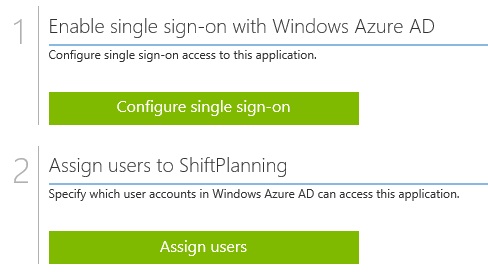 1
Enable single sign-on with Windows Azure AD
Configure single sign-on access to this application.
Configure single sign-on
2
Assign users to ShiftPlanning
Specify which user accounts in Windows Azure AD can access this application.
Assign users